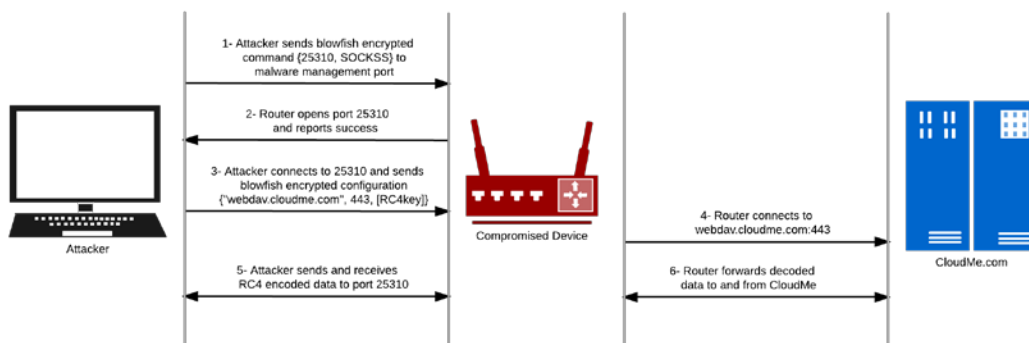 1- Attacker sends blowfish encrypted
command {25310, SOCKSS} to
malware management port
2- Router opens port 25310
and reports success
3- Attacker connects to 25310 and sends
blowfish encrypted configuration
{"webdav.cloudme.com", 443, [RC4key]}
4- Router connects to
webdav.cloudme.com:443
5- Attacker sends and receives
RC4 encoded data to port 25310
6- Router forwards decoded
data to and from CloudMe
Attacker
Compromised Device
CloudMe.com